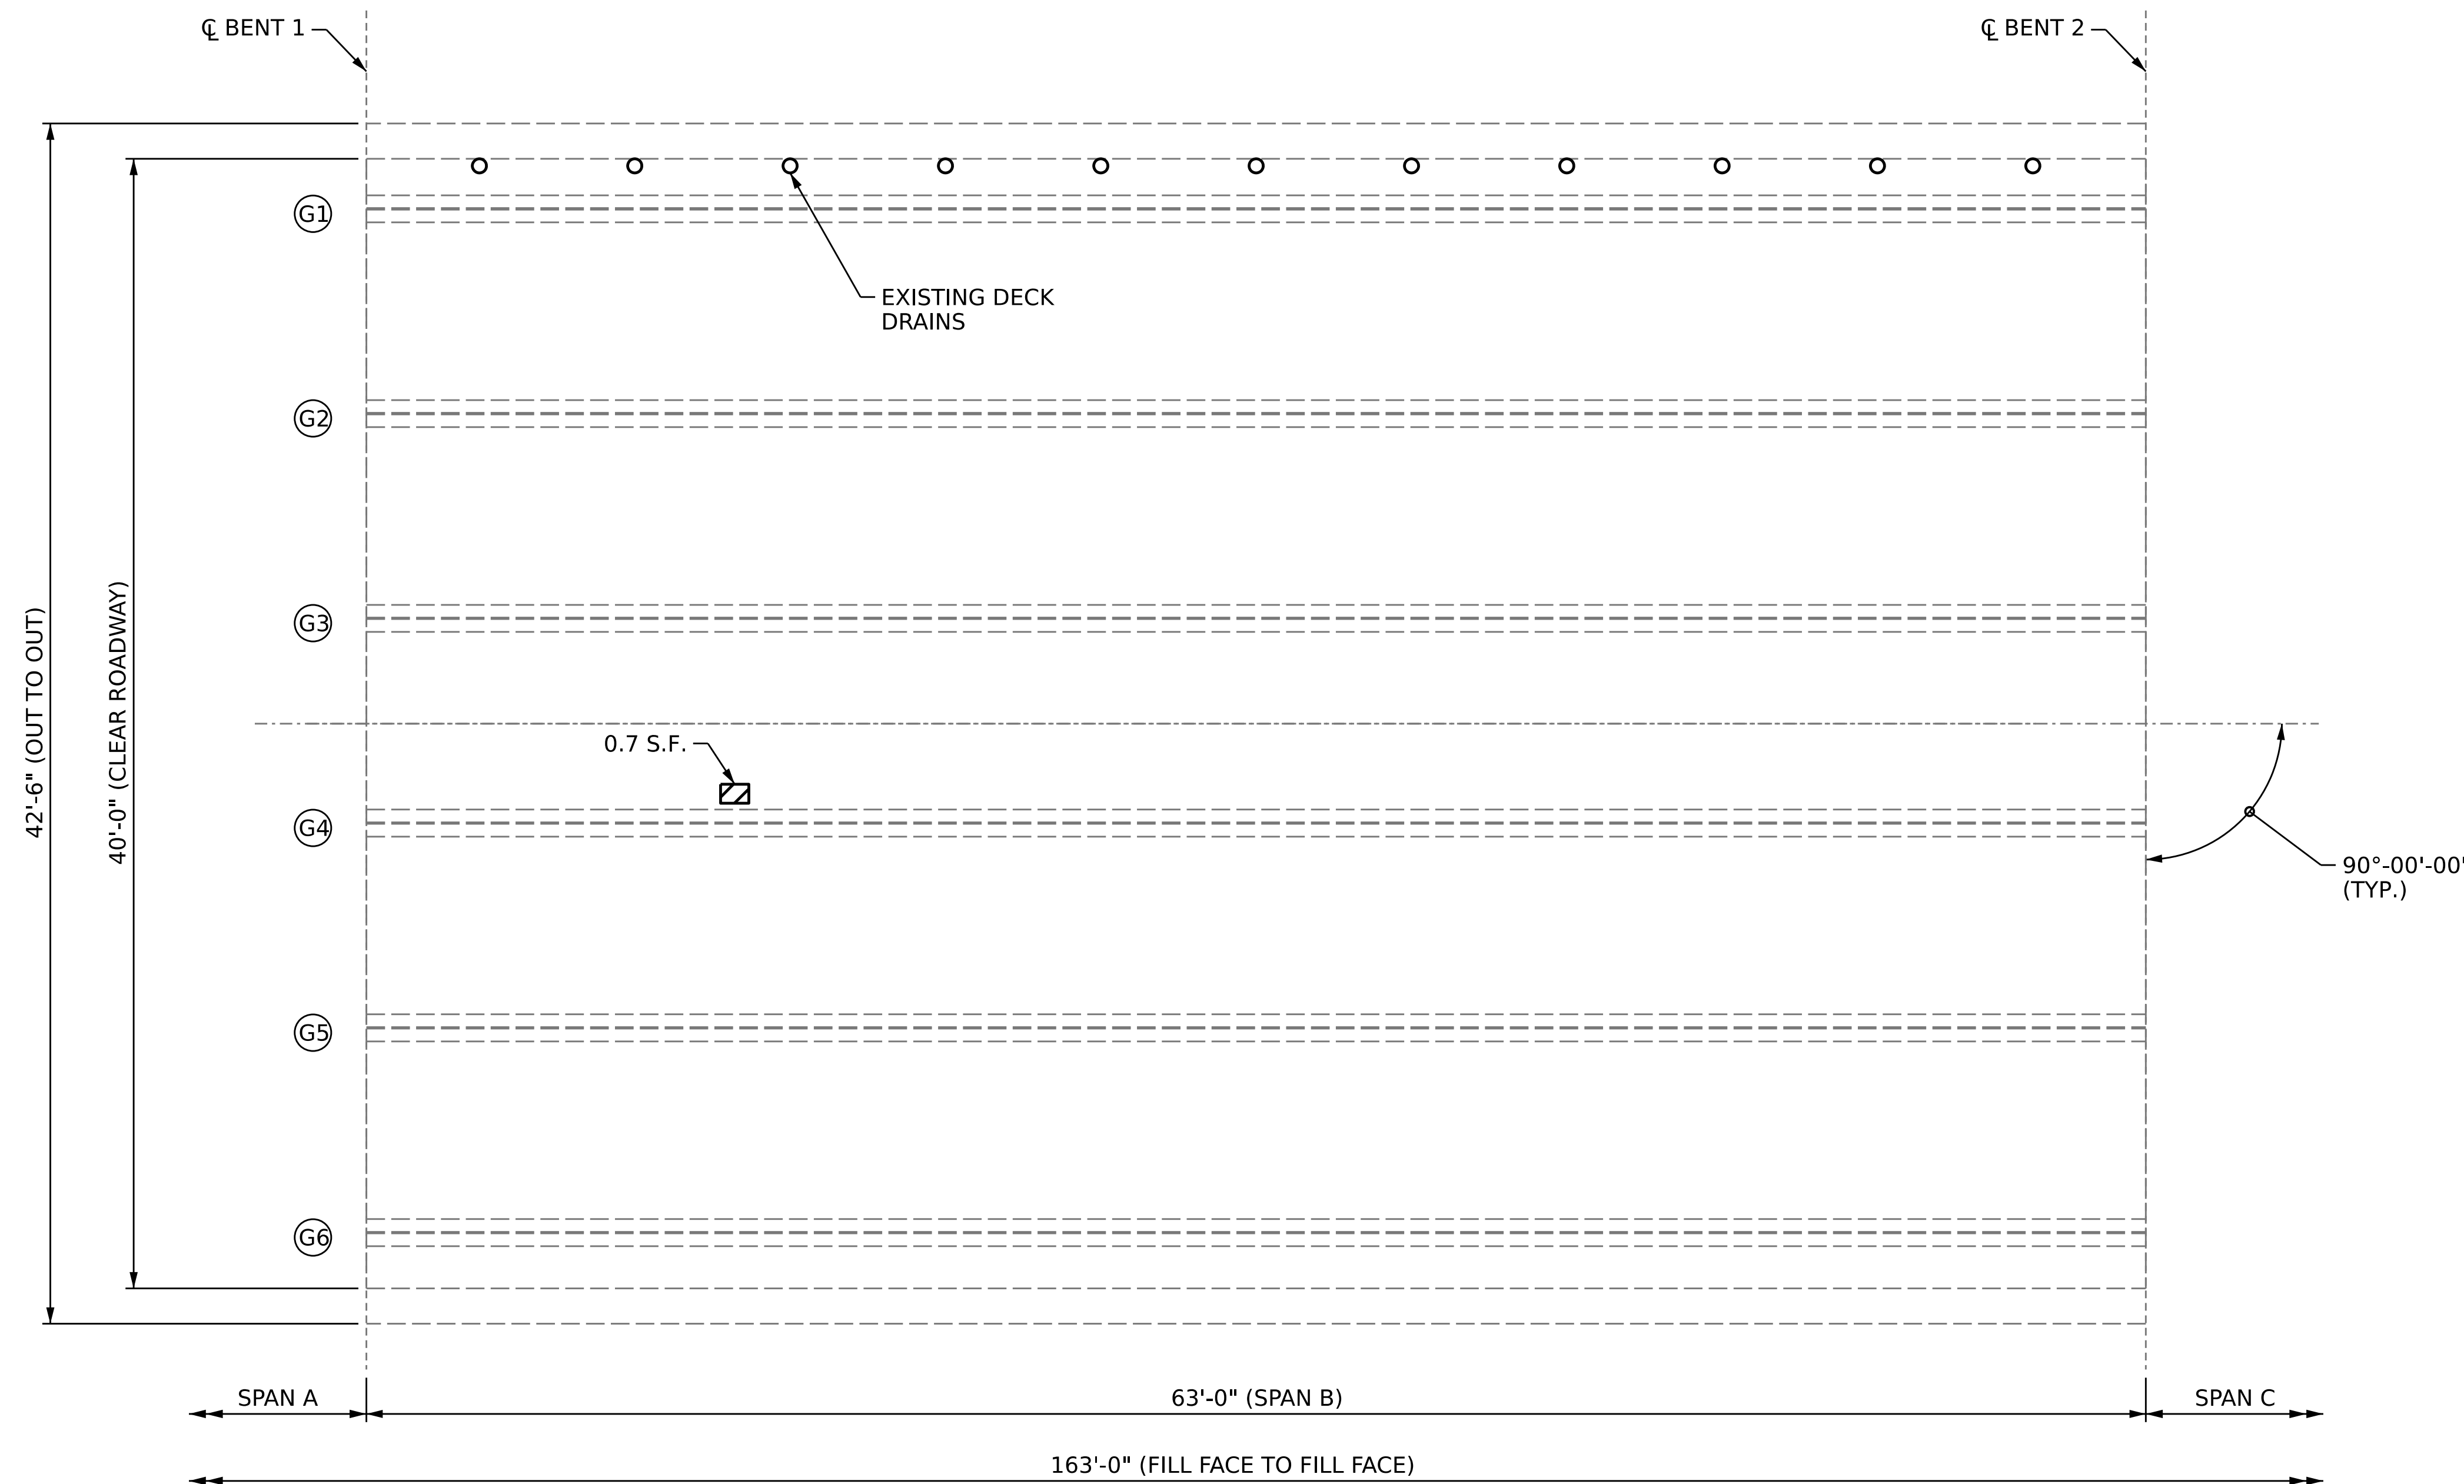 ℄ BENT 1
℄ BENT 2
G1
EXISTING DECK
DRAINS
G2
G3
42'-6" (OUT TO OUT)
40'-0" (CLEAR ROADWAY)
0.7 S.F.
G4
90°-00'-00"
(TYP.)
G5
G6
SPAN A
63'-0" (SPAN B)
SPAN C
163'-0" (FILL FACE TO FILL FACE)